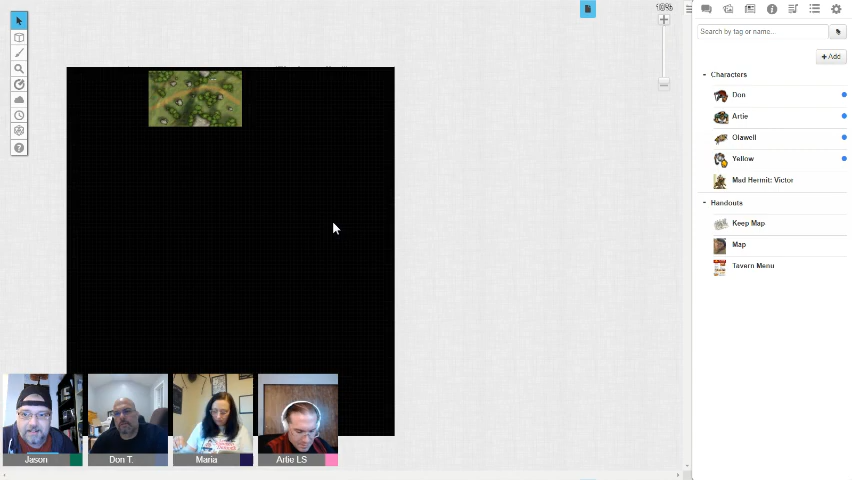 10%
Search by tag or name...
+Add
Characters
Don
Artie
Olawell
Yellow
Mad Hermit: Victor
Handouts
Keep Map
Map
Tavern Menu
Jason
Don T.
Maria
Artie LS